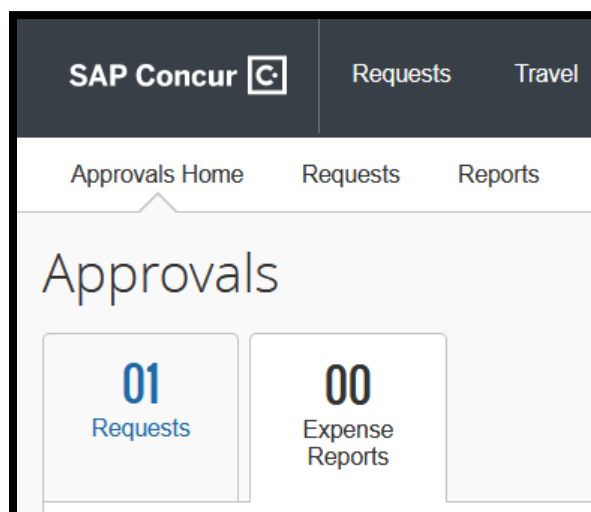 SAP Concur C Requests Travel
Approvals Home Requests Reports
Approvals
01 00
Requests Expense
Reports